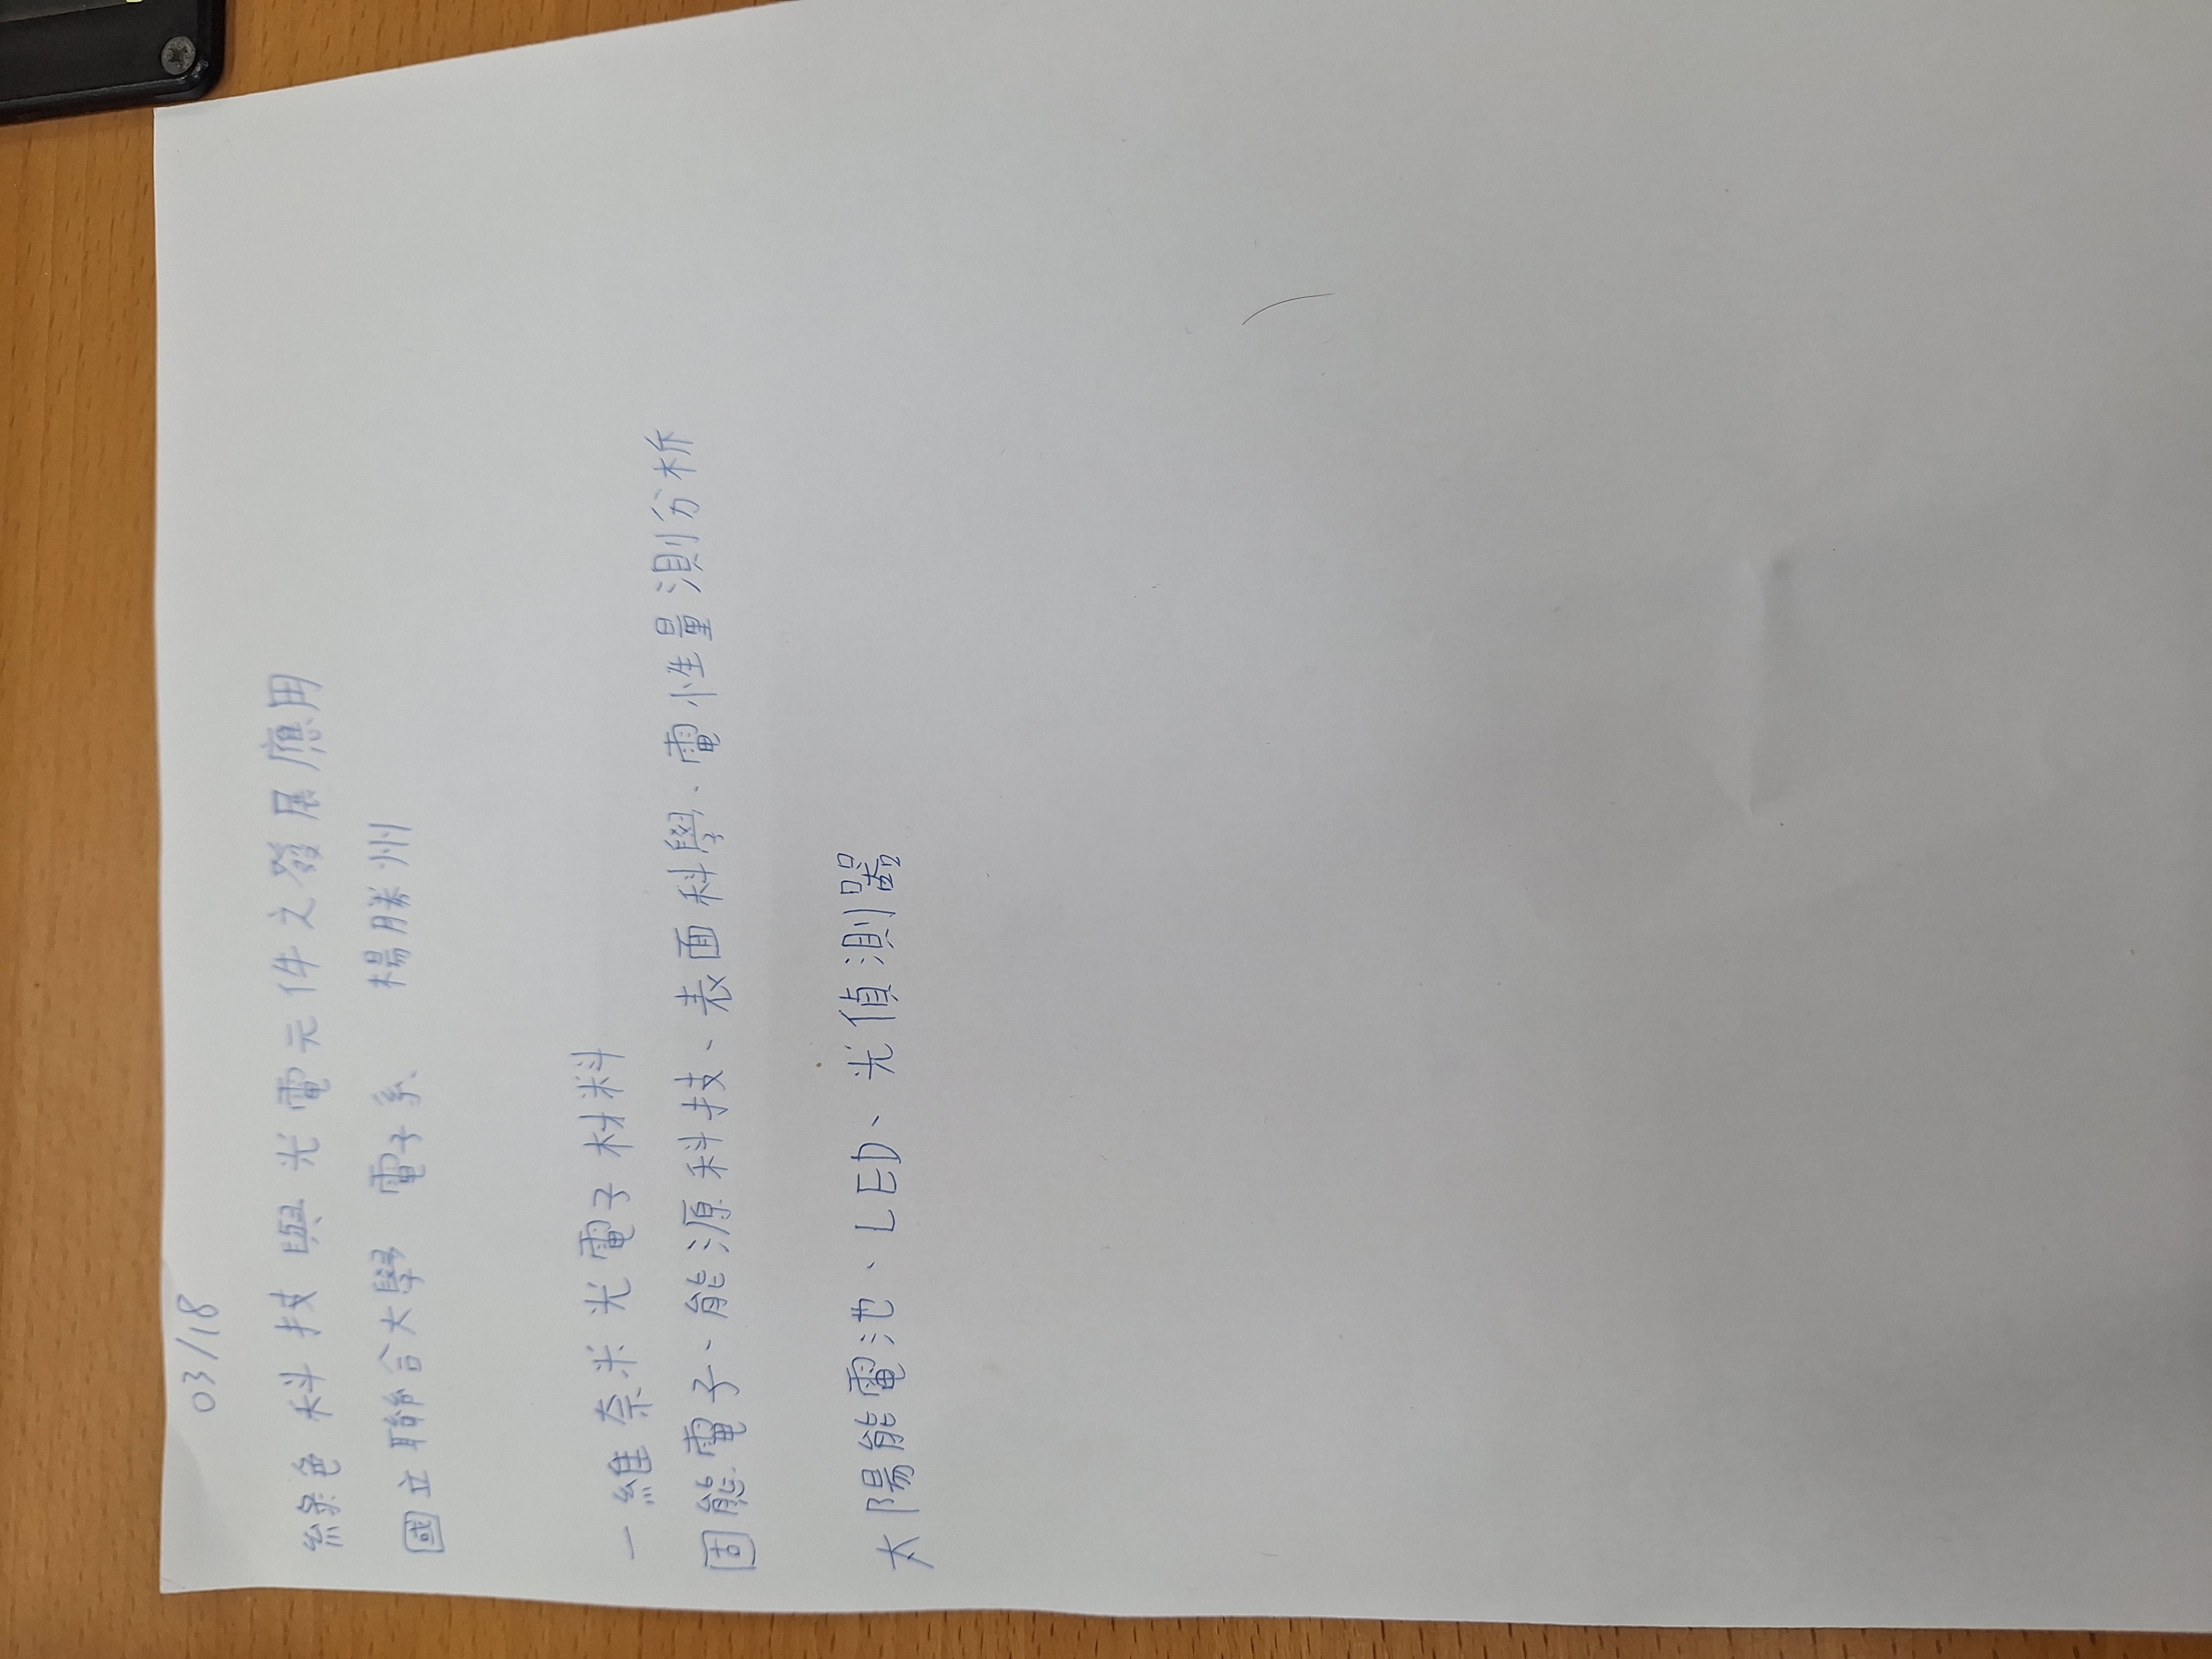 03/18
綠色科技與光電元件之發展應用
國立聯合大學 電子系 楊勝州
一維奈米光電子材料
固態電子、能源科技、表面科學、電性量測分析
太陽能電池、LED、光偵測器